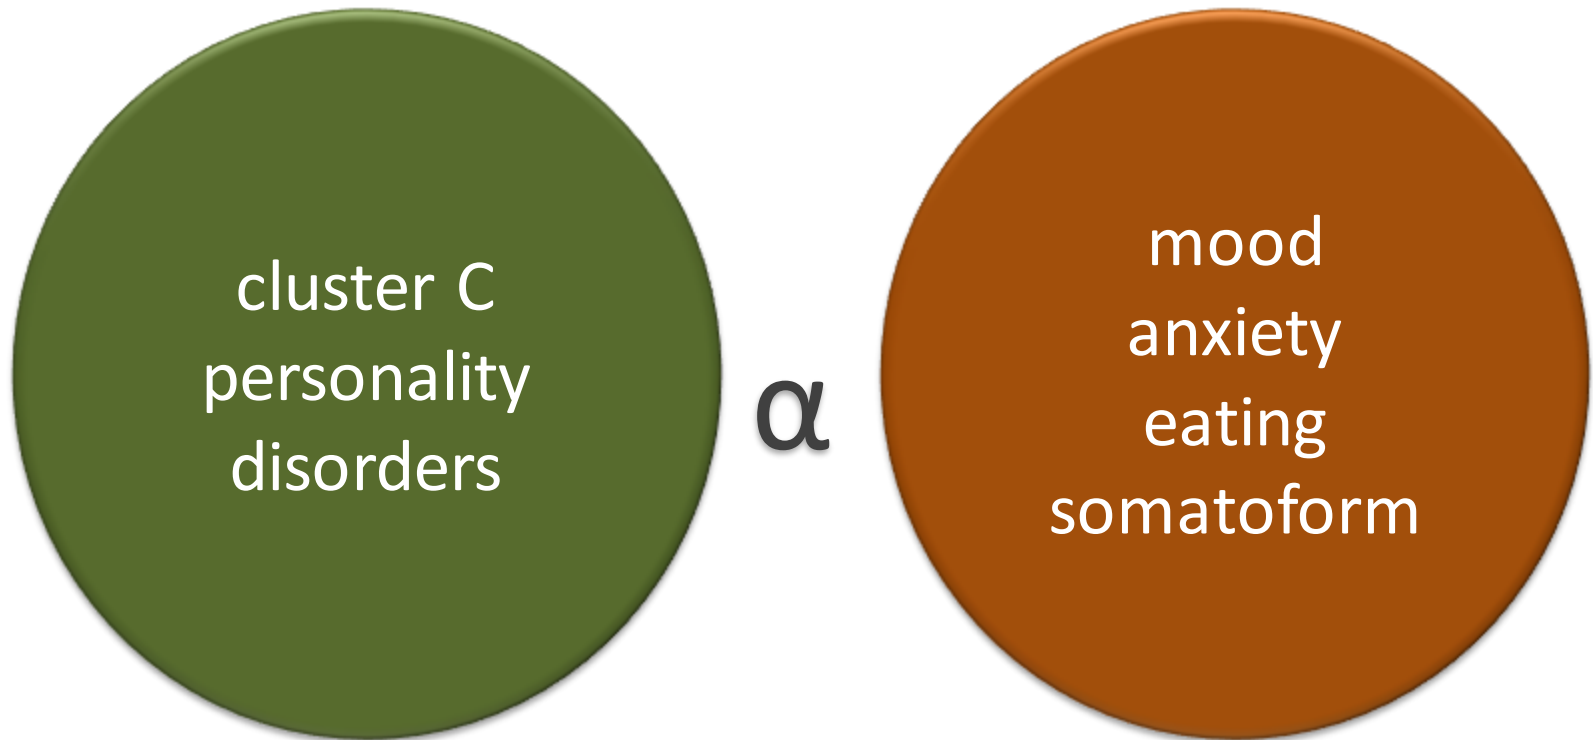 cluster C
personality
disorders
α
mood
anxiety
eating
somatoform